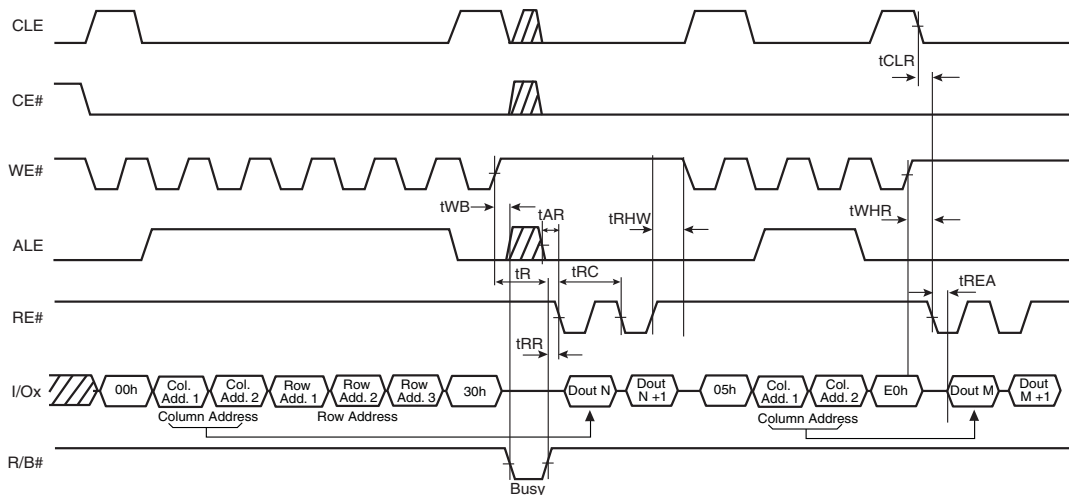 CLE
tCLR
CE#
WE#
tWB
tAR
tRHW
tWHR
ALE
tR
tRC
tREA
RE#
tRR
I/Ox
00h
Col. Add. 1
Col. Add. 2
Row Add. 1
Row Add. 2
Row Add. 3
30h
Dout N
Dout N +1
05h
Col. Add. 1
Col. Add. 2
E0h
Dout M
Dout M +1
Column Address
Row Address
Column Address
R/B#
Busy